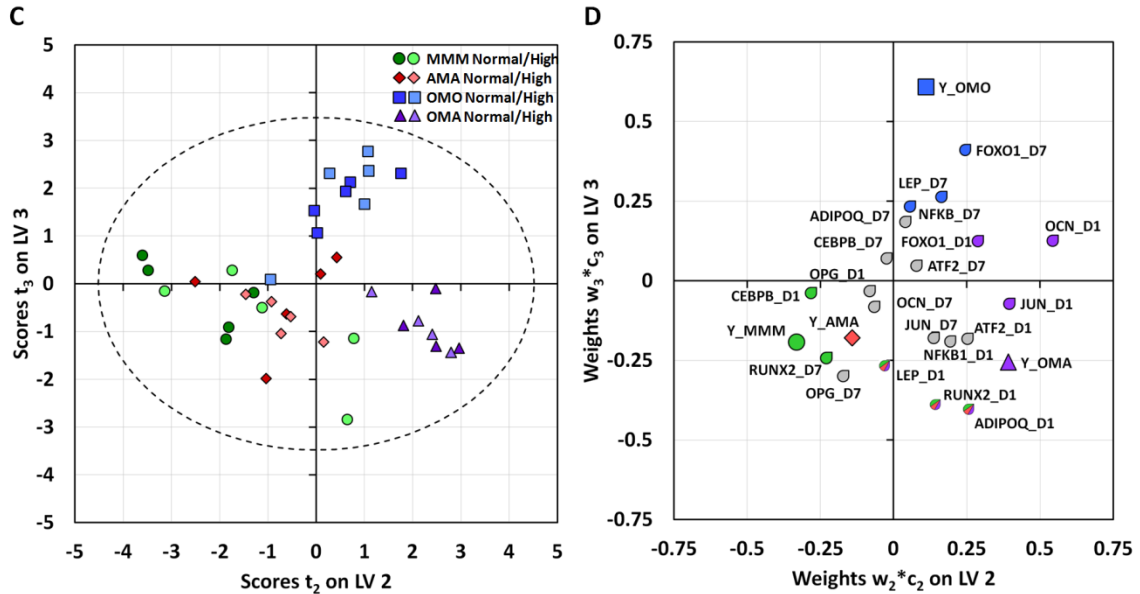 C
5
4
3
2
1
0
-1
-2
-3
-4
-5
Scores t3 on LV 3
MMM Normal/High
AMA Normal/High
OMO Normal/High
OMA Normal/High
-5 -4 -3 -2 -1 0 1 2 3 4 5
Scores t2 on LV 2
D
0.75
0.5
0.25
0
-0.25
-0.5
-0.75
Weights w3*c3 on LV 3
Y_OMO
FOXO1_D7
LEP_D7
NFKB_D7
ADIPOQ_D7
OCN_D1
CEBPB_D7
FOXO1_D1
ATF2_D7
OPG_D1
CEBPB_D1
OCN_D7
JUN_D1
Y_MMM
Y_AMA
JUN_D7
ATF2_D1
NFKB1_D1
Y_OMA
RUNX2_D7
LEP_D1
OPG_D7
RUNX2_D1
ADIPOQ_D1
-0.75 -0.5 -0.25 0 0.25 0.5 0.75
Weights w2*c2 on LV 2